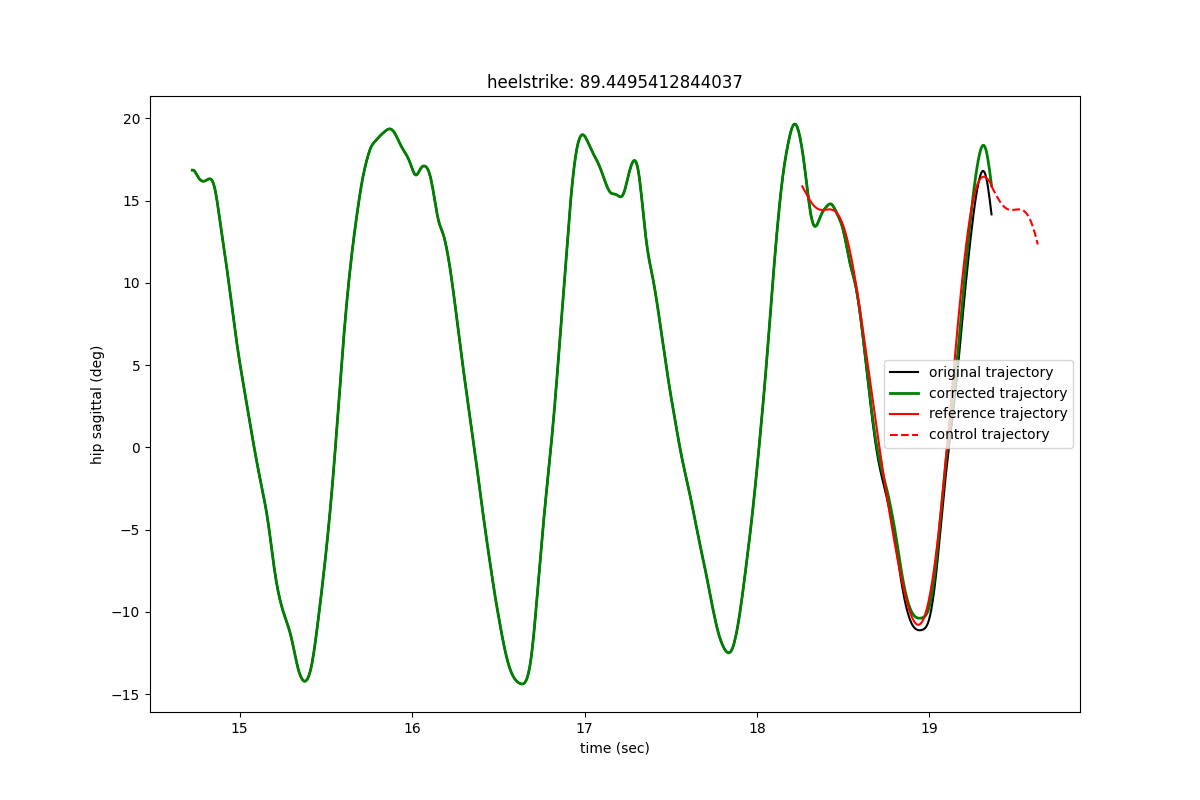 heelstrike: 89.4495412844037
20
15
10
5
0
−5
−10
−15
hip sagittal (deg)
original trajectory
corrected trajectory
reference trajectory
control trajectory
15 16 17 18 19
time (sec)